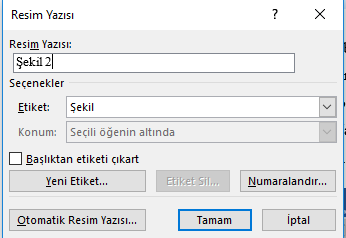 Resim Yazısı
Resim Yazısı:
Şekil 2
Seçenekler
Etiket: Şekil
Konum: Seçili öğenin altında
Başlıktan etiketi çıkart
Yeni Etiket... Etiket Sil... Numaralandır...
Otomatik Resim Yazısı... Tamam İptal